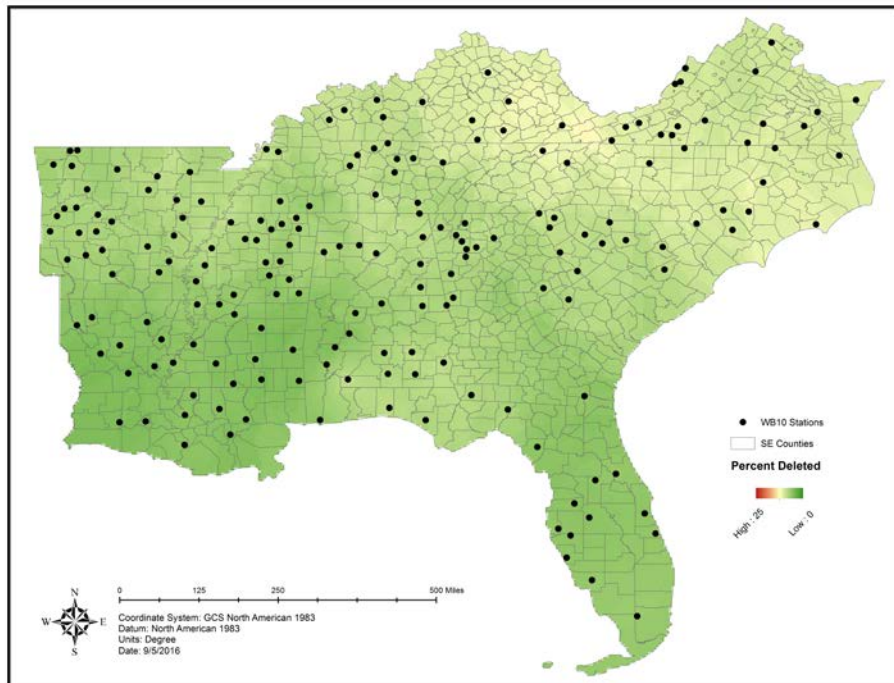 WB10 Stations
SE Counties
Percent Deleted
High : 25
Low : 0
0 125 250 500 Miles
N
W E
S
Coordinate System: GCS North American 1983
Datum: North American 1983
Units: Degree
Date: 9/5/2016